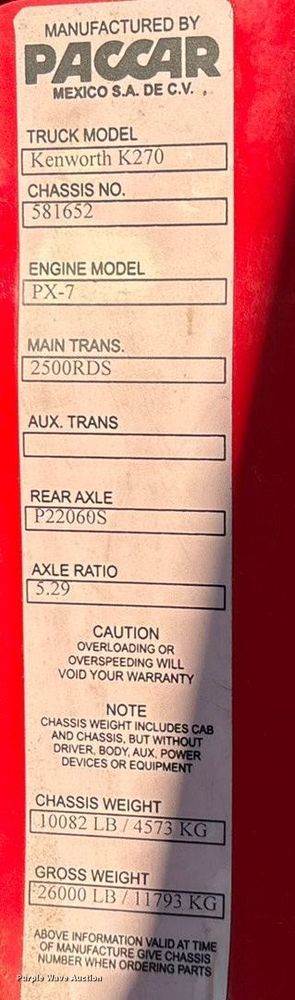 MANUFACTURED BY
PACCAR
MEXICO S.A. DE C.V.
TRUCK MODEL
Kenworth K270
CHASSIS NO.
581652
ENGINE MODEL
PX-7
MAIN TRANS.
2500RDS
AUX. TRANS
REAR AXLE
P22060S
AXLE RATIO
5.29
CAUTION
OVERLOADING OR
OVERSPEEDING WILL
VOID YOUR WARRANTY
NOTE
CHASSIS WEIGHT INCLUDES CAB
AND CHASSIS, BUT WITHOUT
DRIVER, BODY, AUX, POWER
DEVICES OR EQUIPMENT
CHASSIS WEIGHT
10082 LB / 4573 KG
GROSS WEIGHT
26000 LB / 11793 KG
ABOVE INFORMATION VALID AT TIME
OF MANUFACTURE GIVE CHASSIS
NUMBER WHEN ORDERING PARTS
Purple Wave Auction